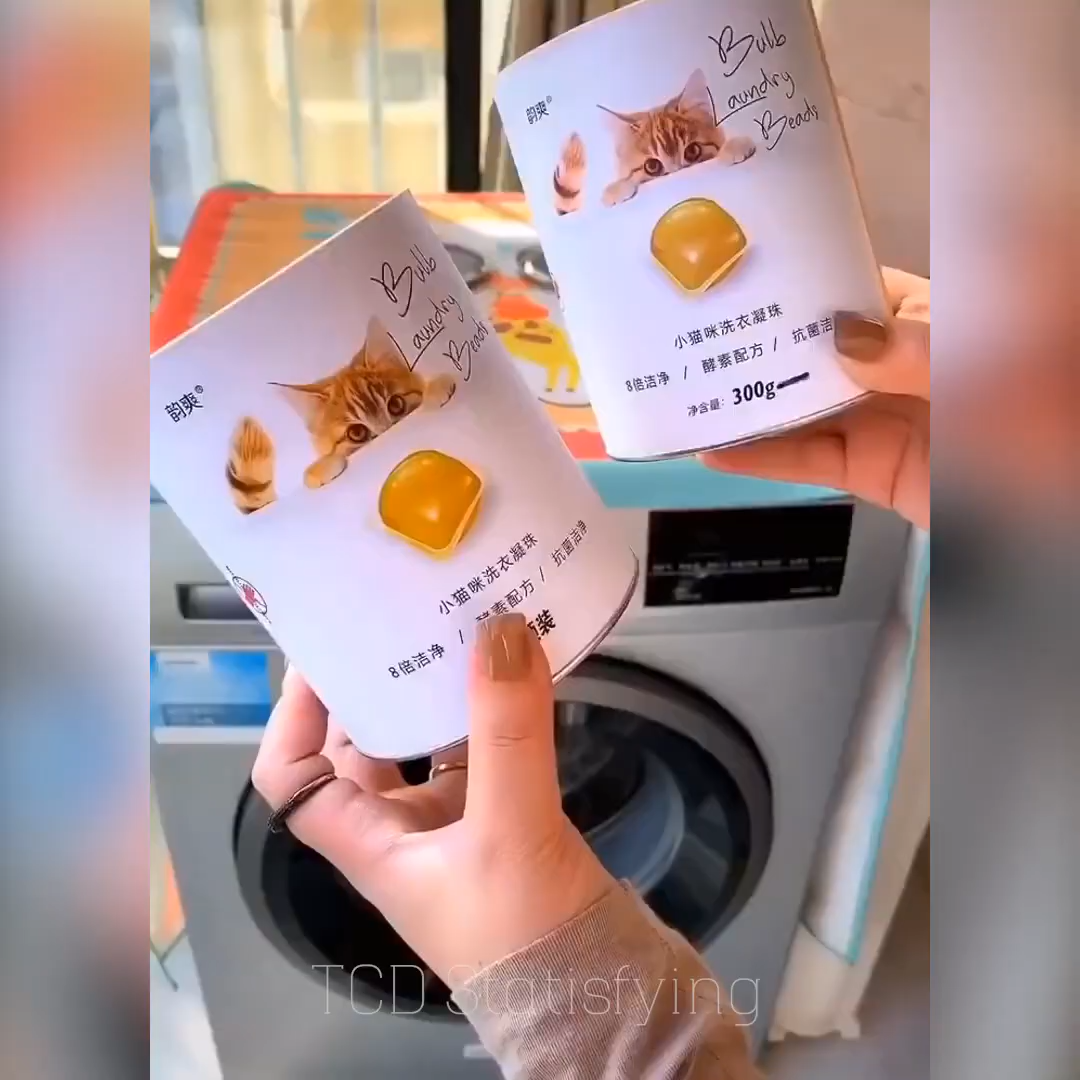 韵爽®
Bulb
Laundry
Beads
小猫咪洗衣凝珠
8倍洁净 / 酵素配方 / 抗菌洁
净含量: 300g
韵爽®
Bulb
Laundry
Beads
小猫咪洗衣凝珠
8倍洁净 / 酵素配方 / 抗菌洁净
装
TCD Statisfying